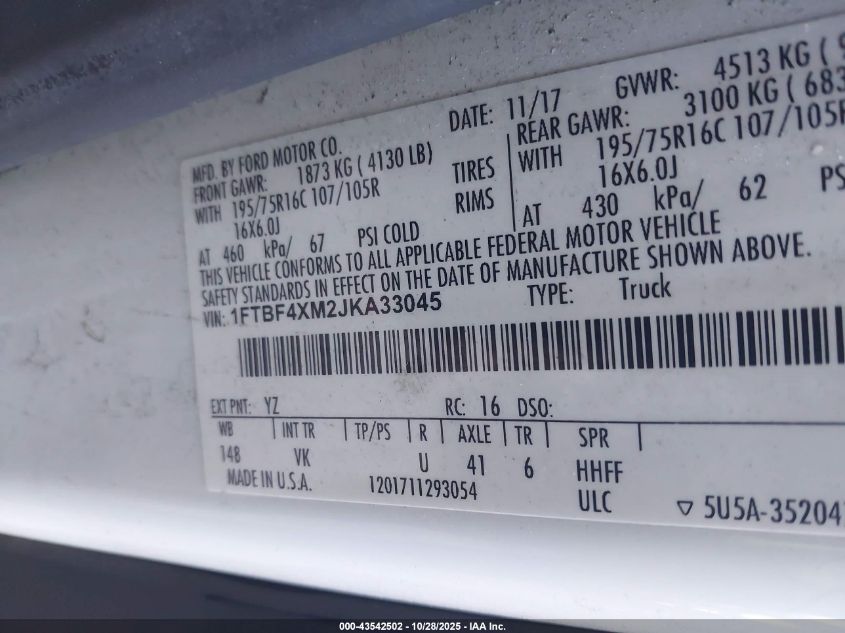 MFD. BY FORD MOTOR CO. DATE: 11/17 GVWR: 4513 KG (
FRONT GAWR: 1873 KG ( 4130 LB) REAR GAWR: 3100 KG ( 683
WITH 195/75R16C 107/105R TIRES WITH 195/75R16C 107/105R
16X6.0J RIMS 16X6.0J
AT 460 kPa/ 67 PSI COLD AT 430 kPa/ 62 PS
THIS VEHICLE CONFORMS TO ALL APPLICABLE FEDERAL MOTOR VEHICLE
SAFETY STANDARDS IN EFFECT ON THE DATE OF MANUFACTURE SHOWN ABOVE.
VIN: 1FTBF4XM2JKA33045 TYPE: Truck
EXT PNT: YZ RC: 16 DSO:
WB INT TR TP/PS R AXLE TR SPR
148 VK U 41 6 HHFF
MADE IN U.S.A. 1201711293054 ULC 5U5A-35204
000-43542502 - 10/28/2025 - IAA Inc.